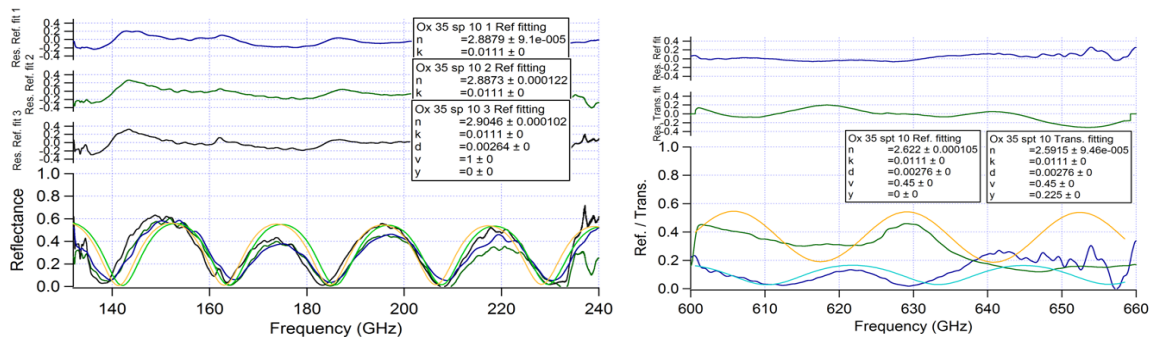 Res. Ref. fit 1
0.4
0.2
0.0
-0.2
-0.4
Res. Ref. fit 2
0.4
0.2
0.0
-0.2
-0.4
Res. Ref. fit 3
0.4
0.2
0.0
-0.2
-0.4
Ox 35 sp 10 1 Ref fitting
n =2.8879 ± 9.1e-005
k =0.0111 ± 0
Ox 35 sp 10 2 Ref fitting
n =2.8873 ± 0.000122
k =0.0111 ± 0
Ox 35 sp 10 3 Ref fitting
n =2.9046 ± 0.000102
k =0.0111 ± 0
d =0.00264 ± 0
v =1 ± 0
y =0 ± 0
Reflectance
1.0
0.8
0.6
0.4
0.2
0.0
140 160 180 200 220 240
Frequency (GHz)
Res. Ref fit
0.4
0.2
0.0
-0.2
-0.4
Res. Trans. fit
0.4
0.2
0.0
-0.2
-0.4
Ox 35 spt 10 Ref. fitting
n =2.622 ± 0.000105
k =0.0111 ± 0
d =0.00276 ± 0
v =0.45 ± 0
y =0 ± 0
Ox 35 spt 10 Trans. fitting
n =2.5915 ± 9.46e-005
k =0.0111 ± 0
d =0.00276 ± 0
v =0.45 ± 0
y =0.225 ± 0
Ref. / Trans.
1.0
0.8
0.6
0.4
0.2
0.0
600 610 620 630 640 650 660
Frequency (GHz)